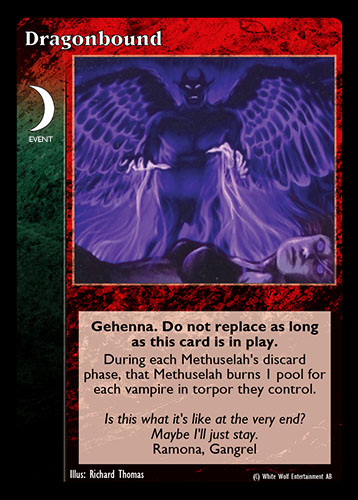 Dragonbound
EVENT
Gehenna. Do not replace as long
as this card is in play.
During each Methuselah's discard
phase, that Methuselah burns 1 pool for
each vampire in torpor they control.
Is this what it's like at the very end?
Maybe I'll just stay.
Ramona, Gangrel
Illus: Richard Thomas
(C) White Wolf Entertainment AB